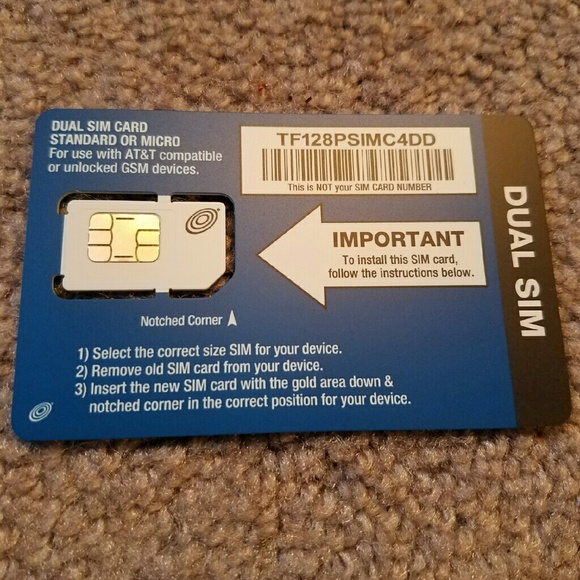 DUAL SIM CARD
STANDARD OR MICRO
For use with AT&T compatible
or unlocked GSM devices.
TF128PSIMC4DD
This is NOT your SIM CARD NUMBER
IMPORTANT
To install this SIM card,
follow the instructions below.
DUAL SIM
Notched Corner
1) Select the correct size SIM for your device.
2) Remove old SIM card from your device.
3) Insert the new SIM card with the gold area down &
notched corner in the correct position for your device.